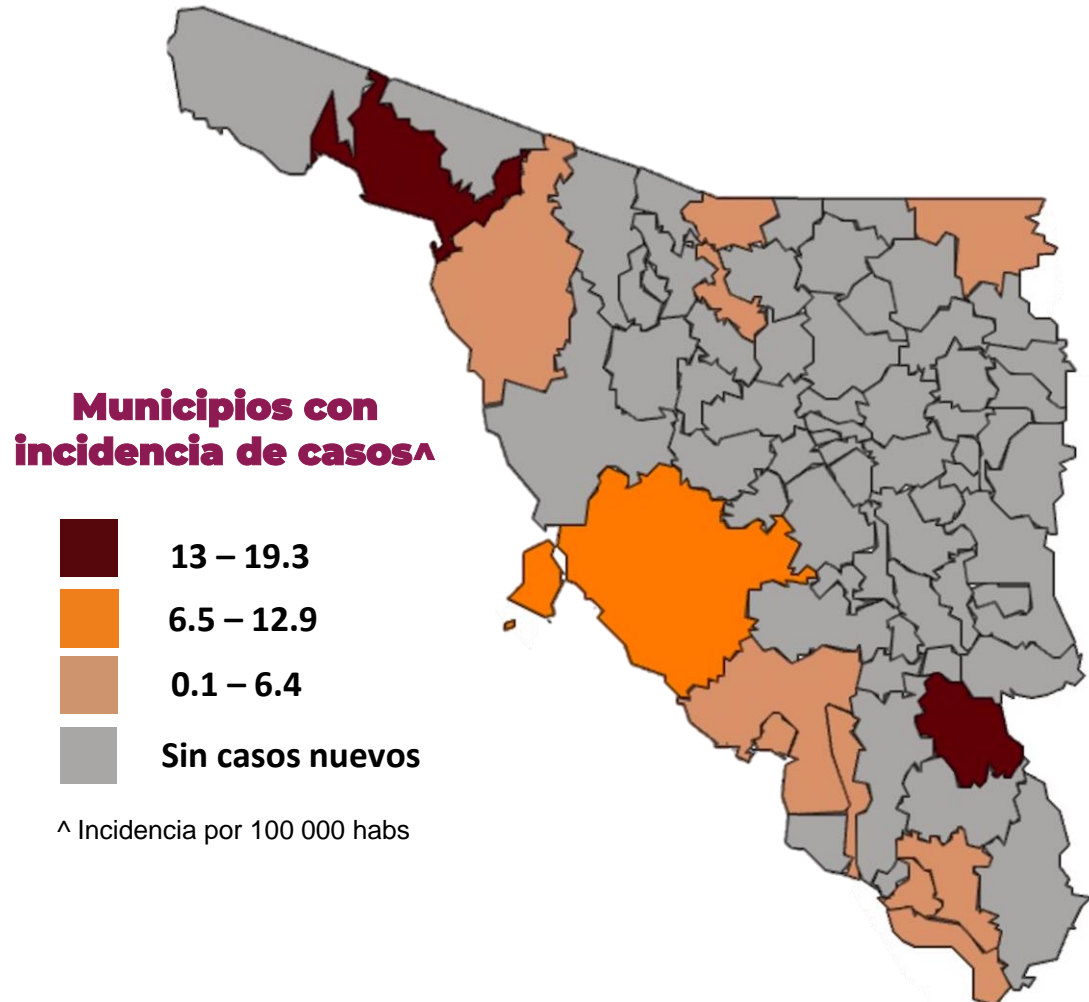 Municipios con
incidencia de casos^
13 – 19.3
6.5 – 12.9
0.1 – 6.4
Sin casos nuevos
^ Incidencia por 100 000 habs